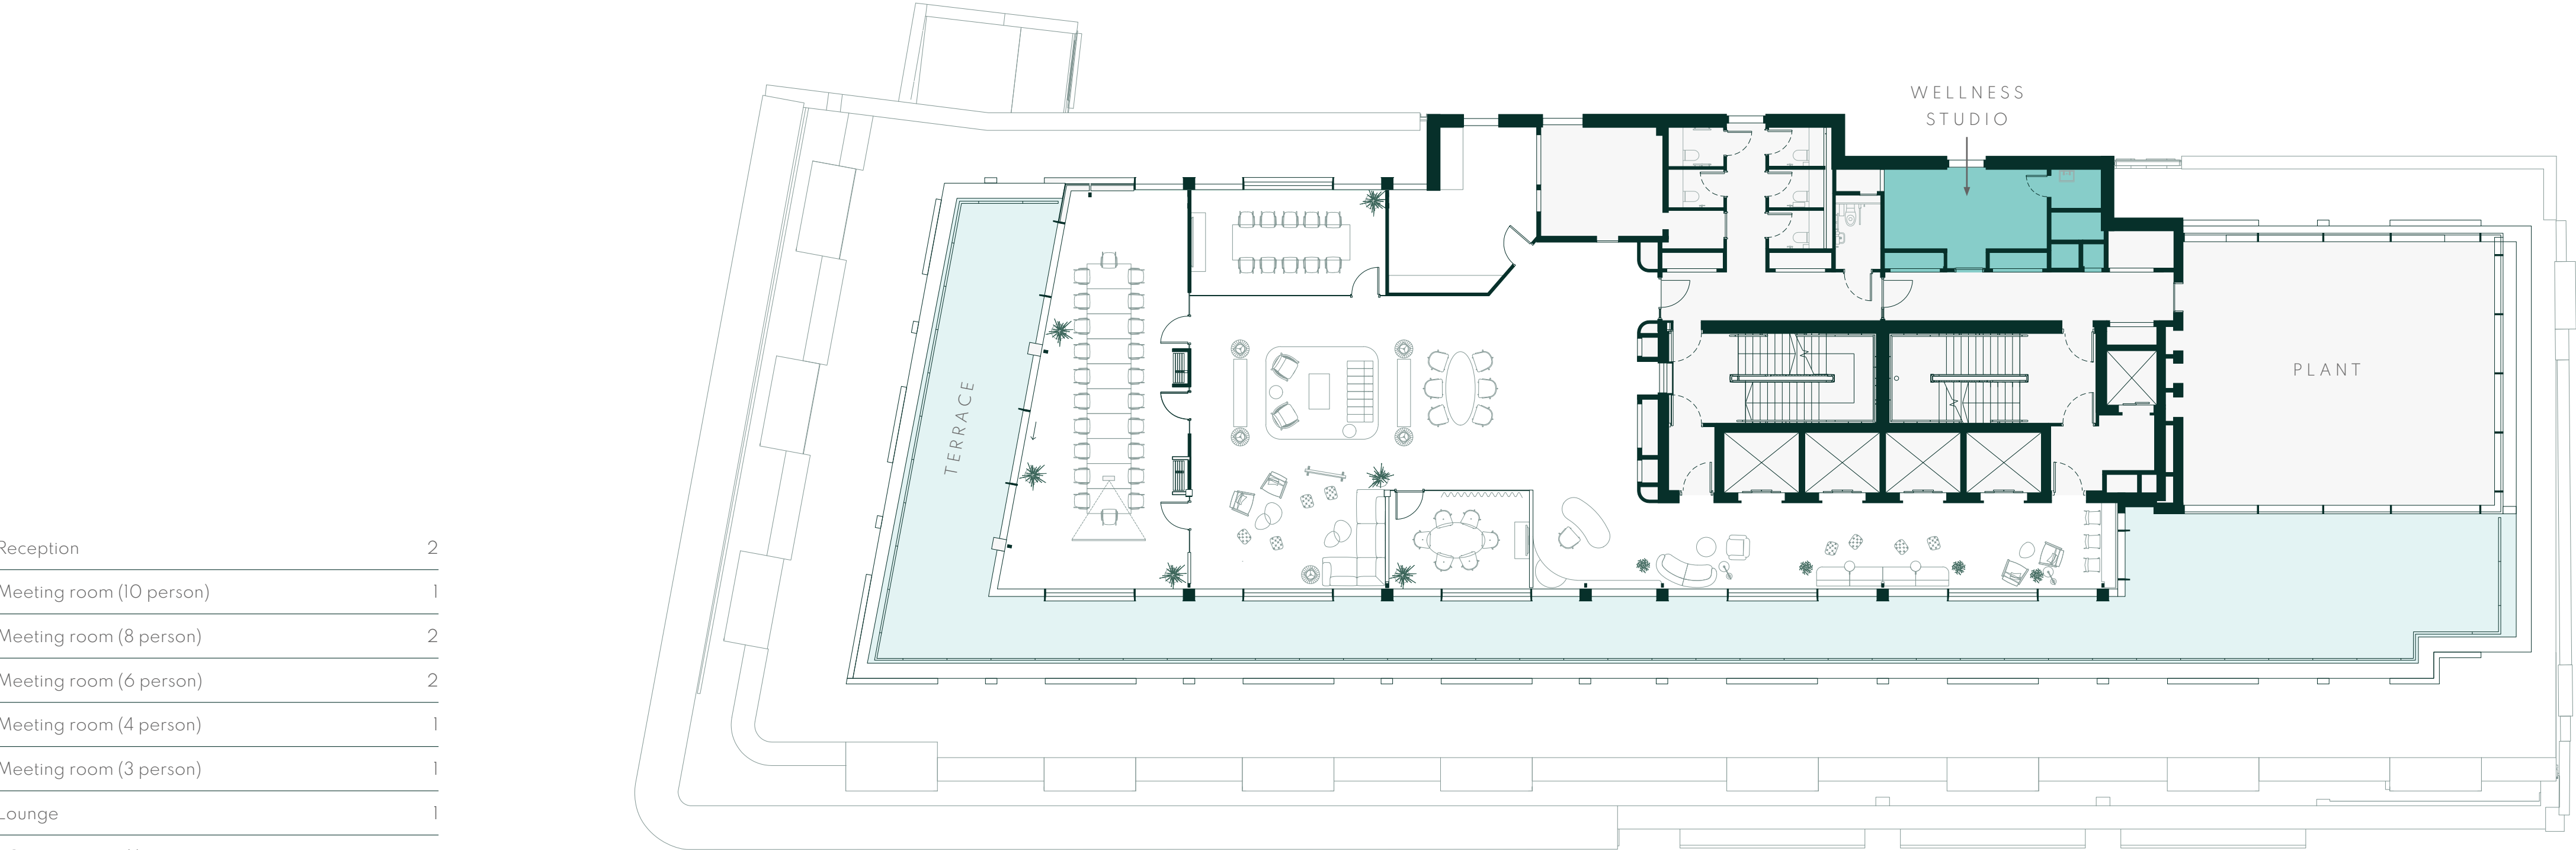 WELLNESS
STUDIO
TERRACE
PLANT
Reception 2
Meeting room (10 person) 1
Meeting room (8 person) 2
Meeting room (6 person) 2
Meeting room (4 person) 1
Meeting room (3 person) 1
Lounge 1